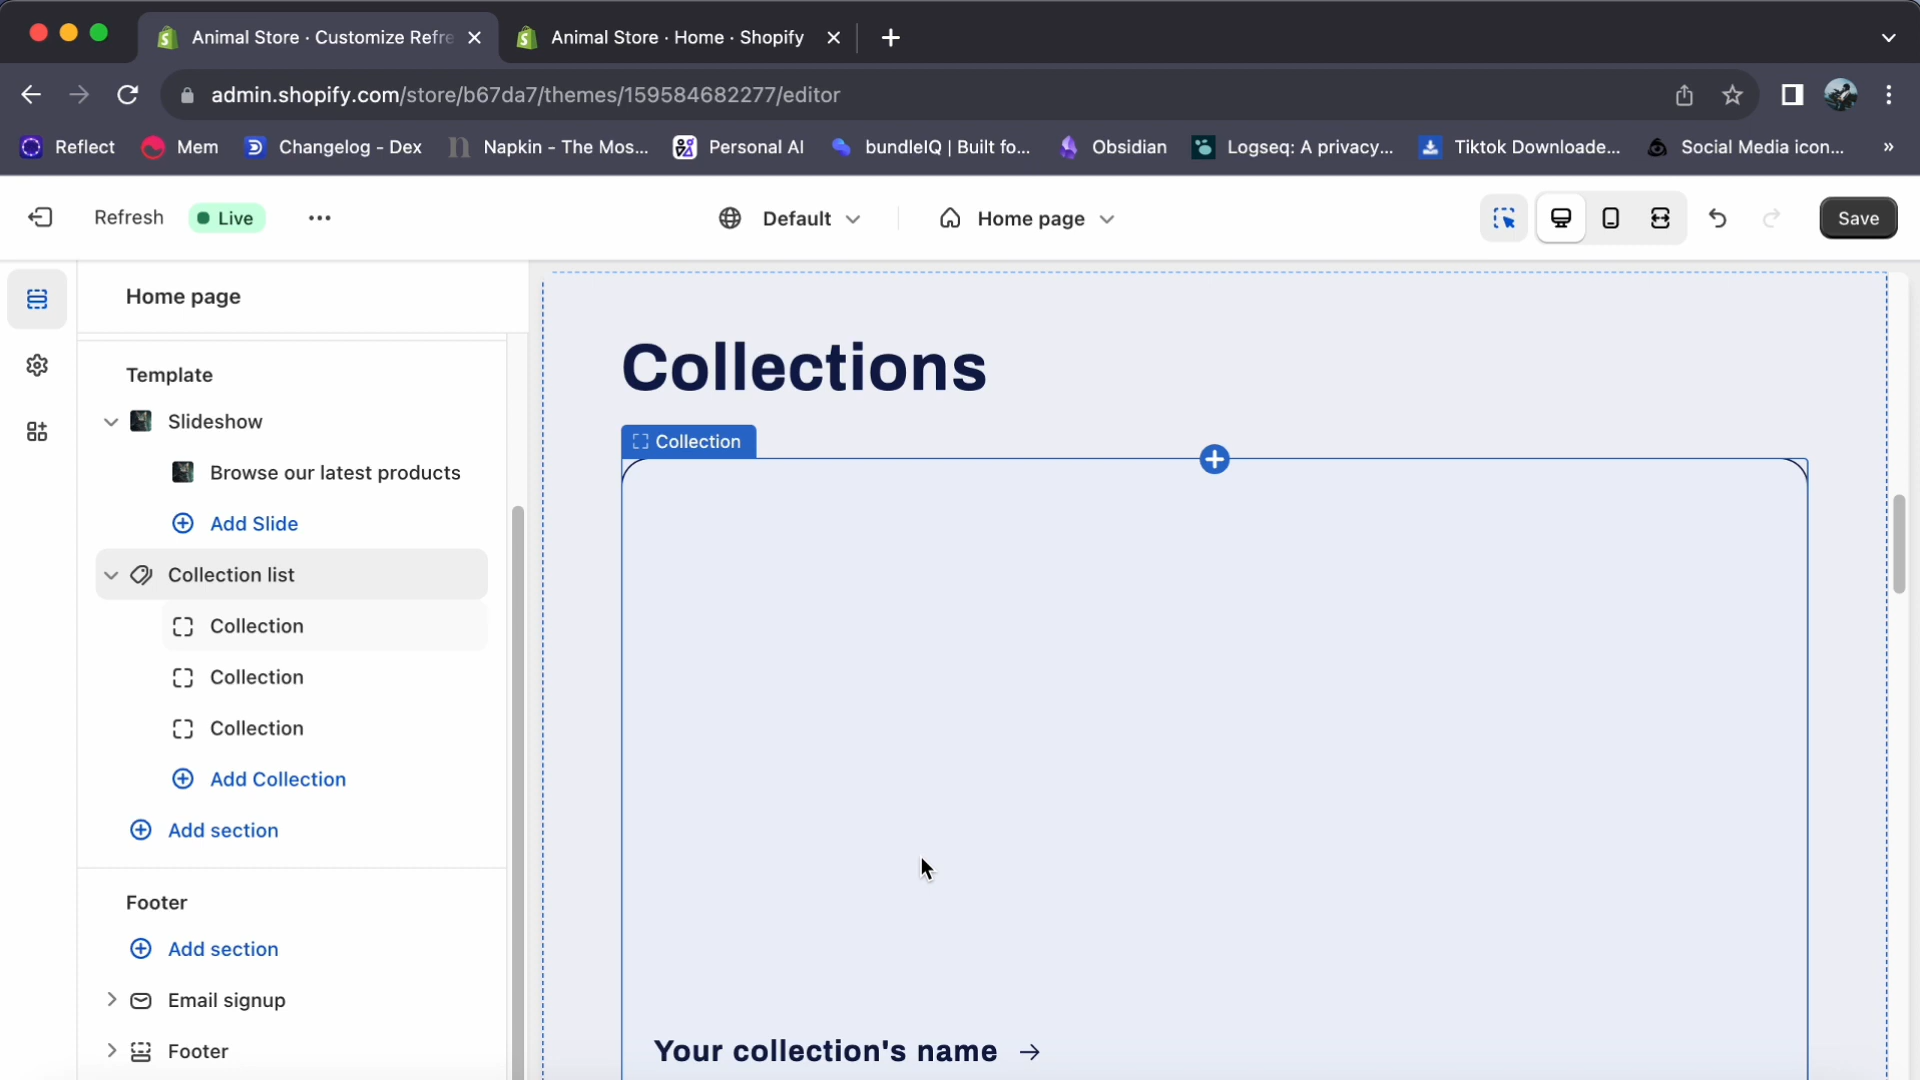 Animal Store · Customize Refre
Animal Store · Home · Shopify
admin.shopify.com/store/b67da7/themes/159584682277/editor
Reflect
Mem
Changelog - Dex
Napkin - The Mos...
Personal AI
bundleIQ | Built fo...
Obsidian
Logseq: A privacy...
Tiktok Downloade...
Social Media icon...
Refresh
Live
Default
Home page
Save
Home page
Template
Slideshow
Browse our latest products
Add Slide
Collection list
Collection
Collection
Collection
Add Collection
Add section
Footer
Add section
Email signup
Footer
Collections
Collection
Your collection's name →